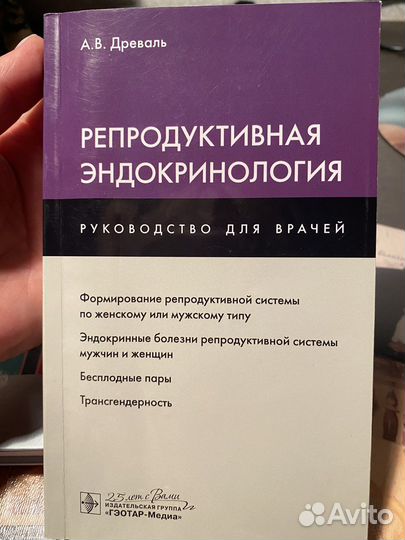 А.В. Древаль
РЕПРОДУКТИВНАЯ
ЭНДОКРИНОЛОГИЯ
РУКОВОДСТВО ДЛЯ ВРАЧЕЙ
Формирование репродуктивной системы
по женскому или мужскому типу
Эндокринные болезни репродуктивной системы
мужчин и женщин
Бесплодные пары
Трансгендерность
25 лет с Вами
ИЗДАТЕЛЬСКАЯ ГРУППА
«ГЭОТАР-Медиа»
Avito